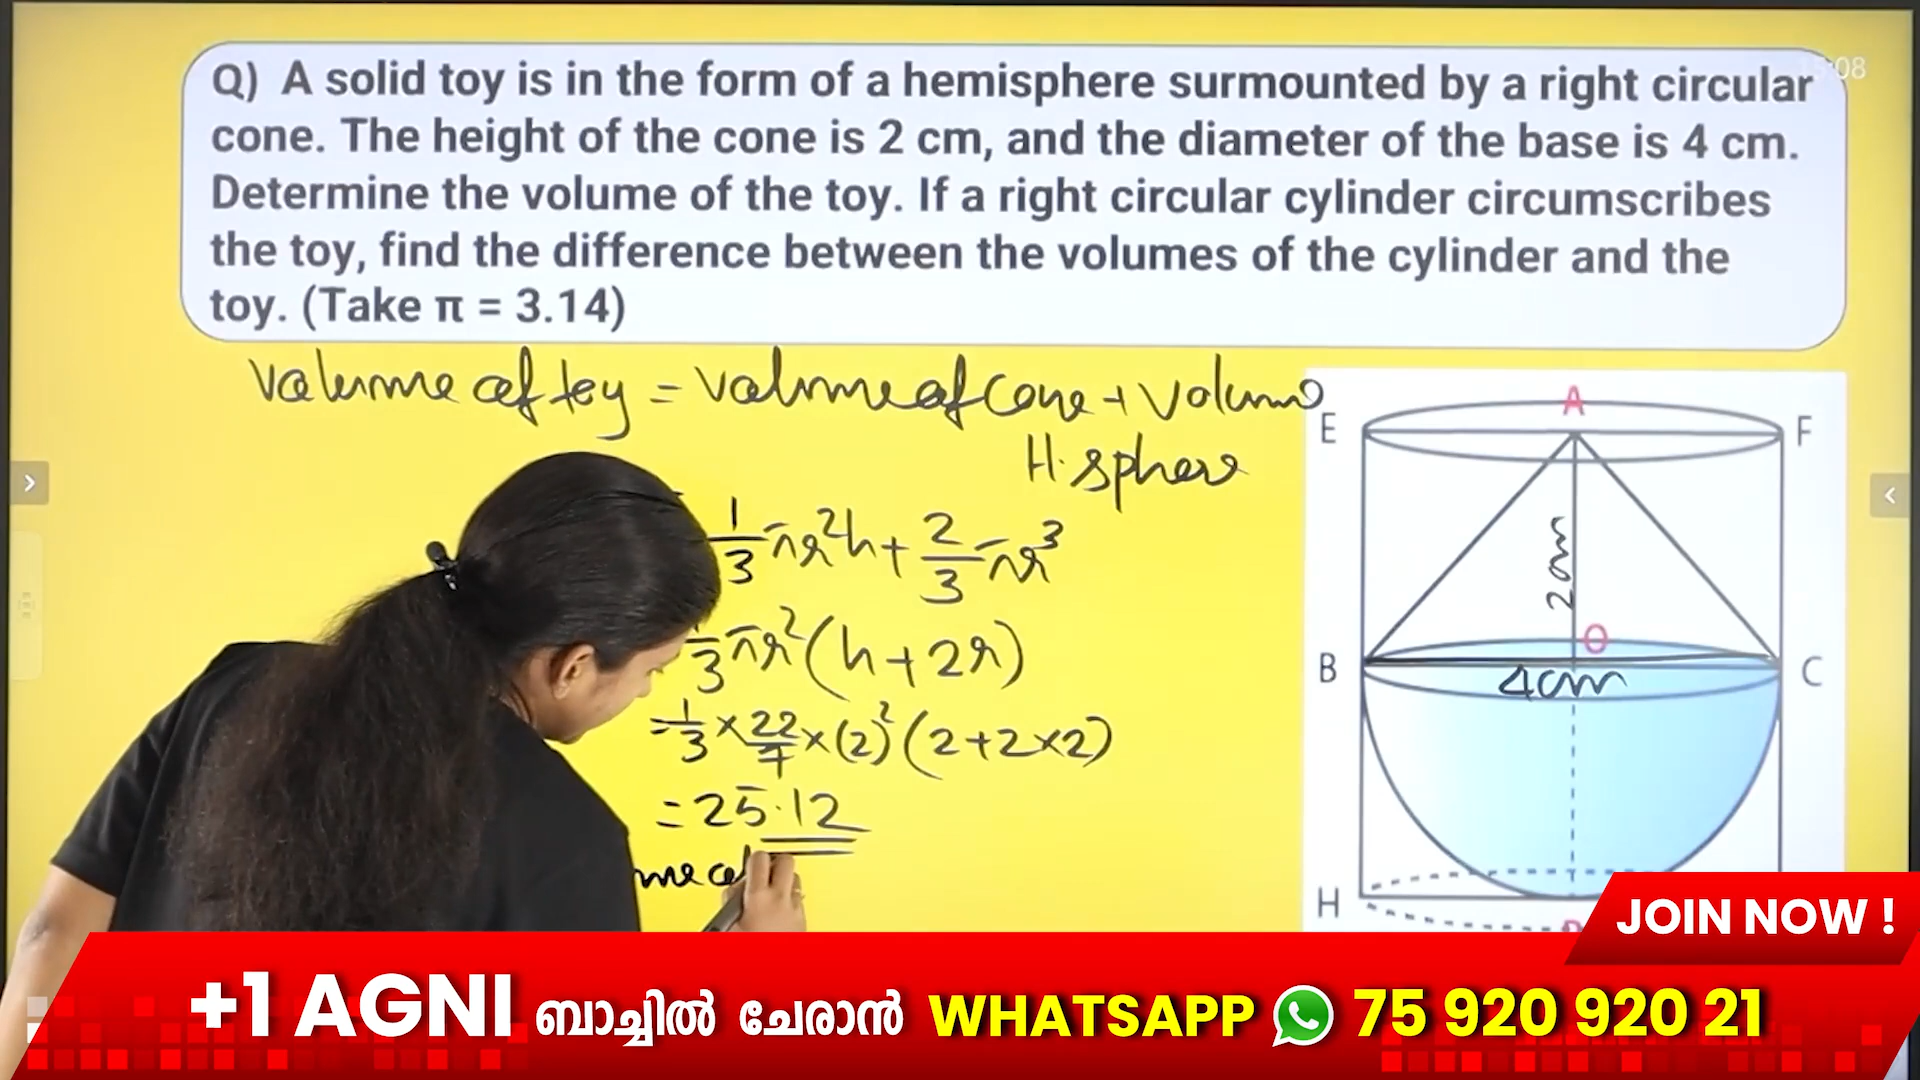 Q) A solid toy is in the form of a hemisphere surmounted by a right circular
cone. The height of the cone is 2 cm, and the diameter of the base is 4 cm.
Determine the volume of the toy. If a right circular cylinder circumscribes
the toy, find the difference between the volumes of the cylinder and the
toy. (Take π = 3.14)
Volume of toy = Volume of Cone + Volume
H.sphere
1/3 πr²h + 2/3 πr³
1/3 πr² (h + 2r)
= 1/3 × 22/7 × (2)² (2+2×2)
= 25.12
me of
A
E
F
2cm
O
B
C
4cm
H
JOIN NOW !
+1 AGNI ബാച്ചിൽ ചേരാൻ WHATSAPP 75 920 920 21